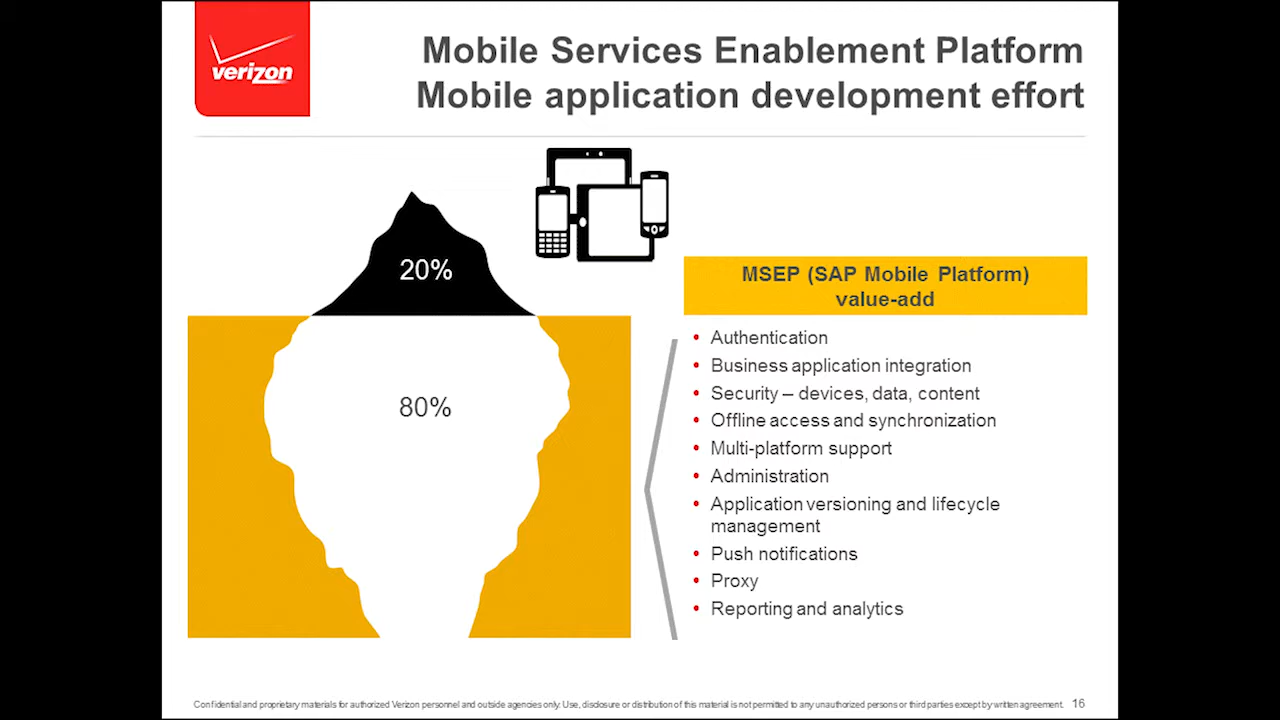 verizon
Mobile Services Enablement Platform
Mobile application development effort
20%
80%
MSEP (SAP Mobile Platform)
value-add
• Authentication
• Business application integration
• Security – devices, data, content
• Offline access and synchronization
• Multi-platform support
• Administration
• Application versioning and lifecycle
management
• Push notifications
• Proxy
• Reporting and analytics
Confidential and proprietary materials for authorized Verizon personnel and outside agencies only. Use, disclosure or distribution of this material is not permitted to any unauthorized persons or third parties except by written agreement. 16